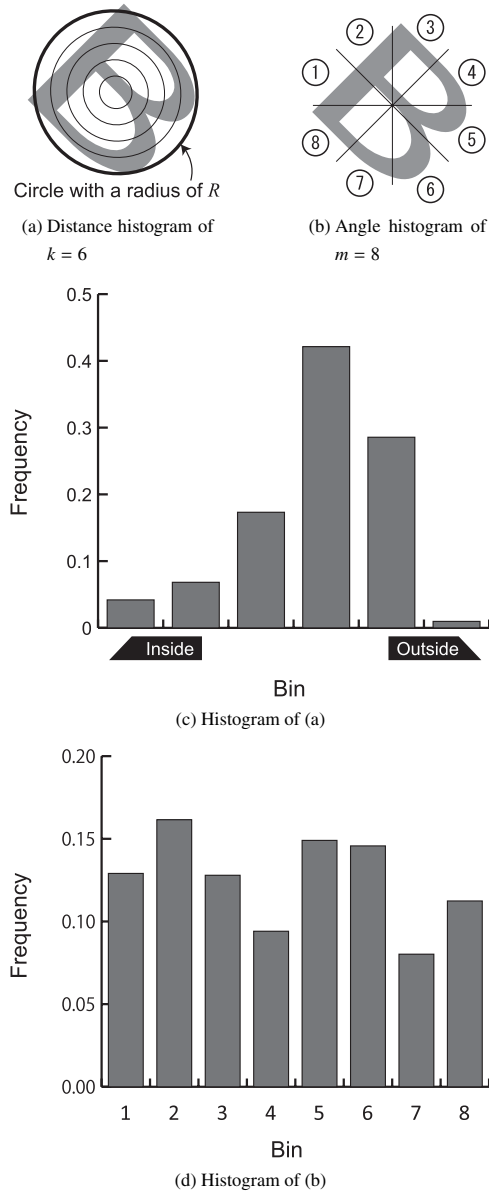 B
Circle with a radius of R
(a) Distance histogram of
k = 6
B
1
2
3
4
5
6
7
8
(b) Angle histogram of
m = 8
0.5
0.4
0.3
0.2
0.1
0
Frequency
Inside
Outside
Bin
(c) Histogram of (a)
0.20
0.15
0.10
0.05
0.00
Frequency
1 2 3 4 5 6 7 8
Bin
(d) Histogram of (b)